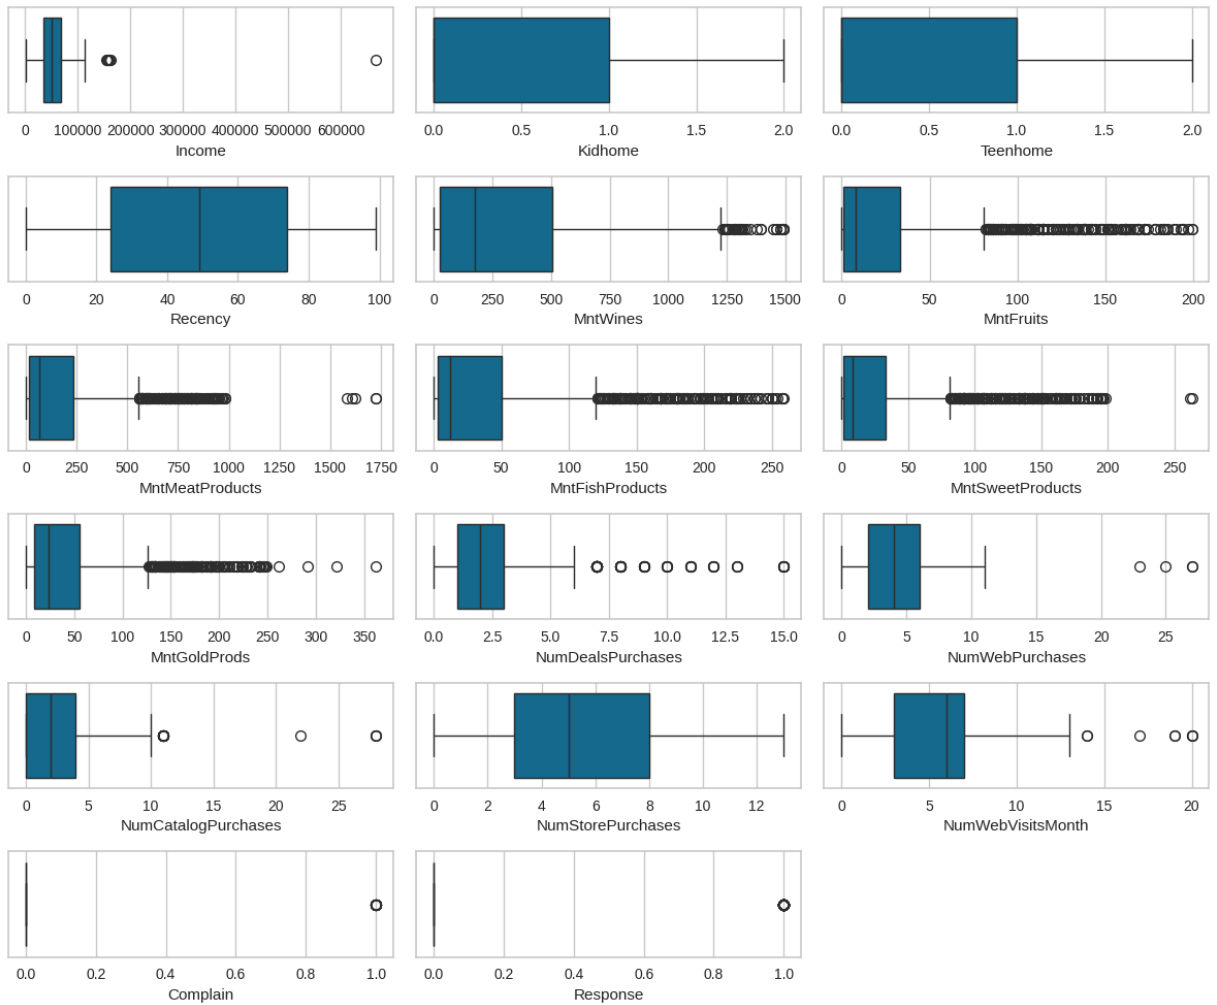 0 100000 200000 300000 400000 500000 600000
Income
0.0 0.5 1.0 1.5 2.0
Kidhome
0.0 0.5 1.0 1.5 2.0
Teenhome
0 20 40 60 80 100
Recency
0 250 500 750 1000 1250 1500
MntWines
0 50 100 150 200
MntFruits
0 250 500 750 1000 1250 1500 1750
MntMeatProducts
0 50 100 150 200 250
MntFishProducts
0 50 100 150 200 250
MntSweetProducts
0 50 100 150 200 250 300 350
MntGoldProds
0.0 2.5 5.0 7.5 10.0 12.5 15.0
NumDealsPurchases
0 5 10 15 20 25
NumWebPurchases
0 5 10 15 20 25
NumCatalogPurchases
0 2 4 6 8 10 12
NumStorePurchases
0 5 10 15 20
NumWebVisitsMonth
0.0 0.2 0.4 0.6 0.8 1.0
Complain
0.0 0.2 0.4 0.6 0.8 1.0
Response